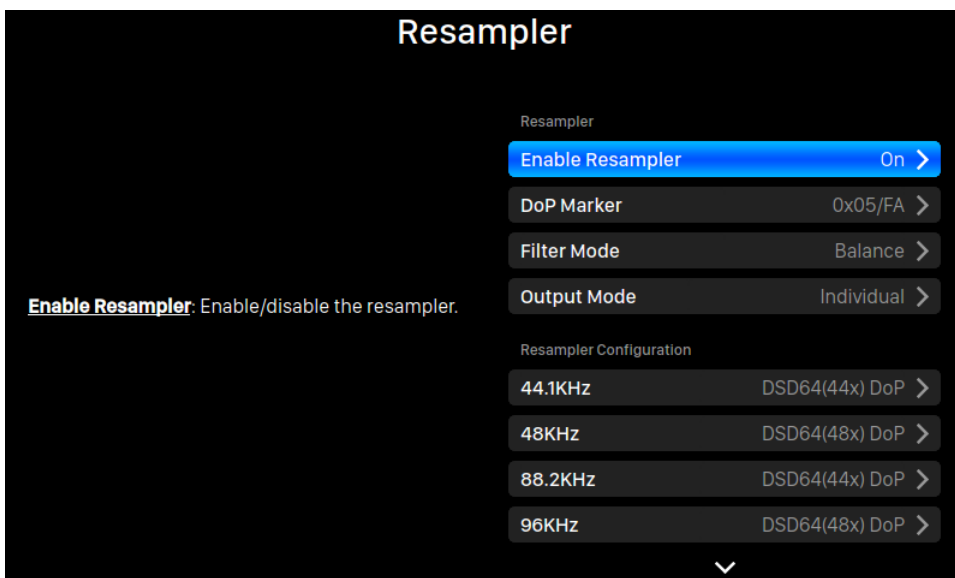 Resampler
Enable Resampler: Enable/disable the resampler.
Resampler
Enable Resampler On
DoP Marker 0x05/FA
Filter Mode Balance
Output Mode Individual
Resampler Configuration
44.1KHz DSD64(44x) DoP
48KHz DSD64(48x) DoP
88.2KHz DSD64(44x) DoP
96KHz DSD64(48x) DoP